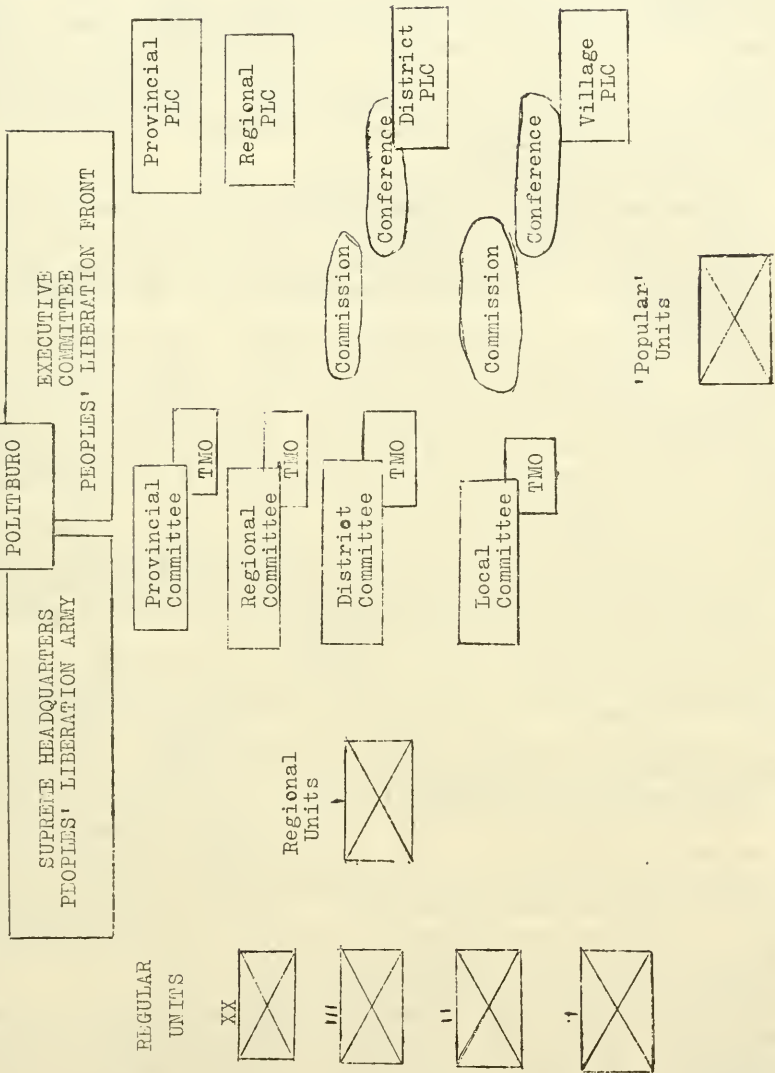 POLITBURO
SUPREME HEADQUARTERS
PEOPLES' LIBERATION ARMY
EXECUTIVE
COMMITTEE
PEOPLES' LIBERATION FRONT
REGULAR
UNITS
XX
III
II
I
Regional
Units
I
Provincial
Committee
TMO
Regional
Committee
TMO
District
Committee
TMO
Local
Committee
TMO
Provincial
PLC
Regional
PLC
Commission
Conference
District
PLC
Commission
Conference
Village
PLC
'Popular'
Units